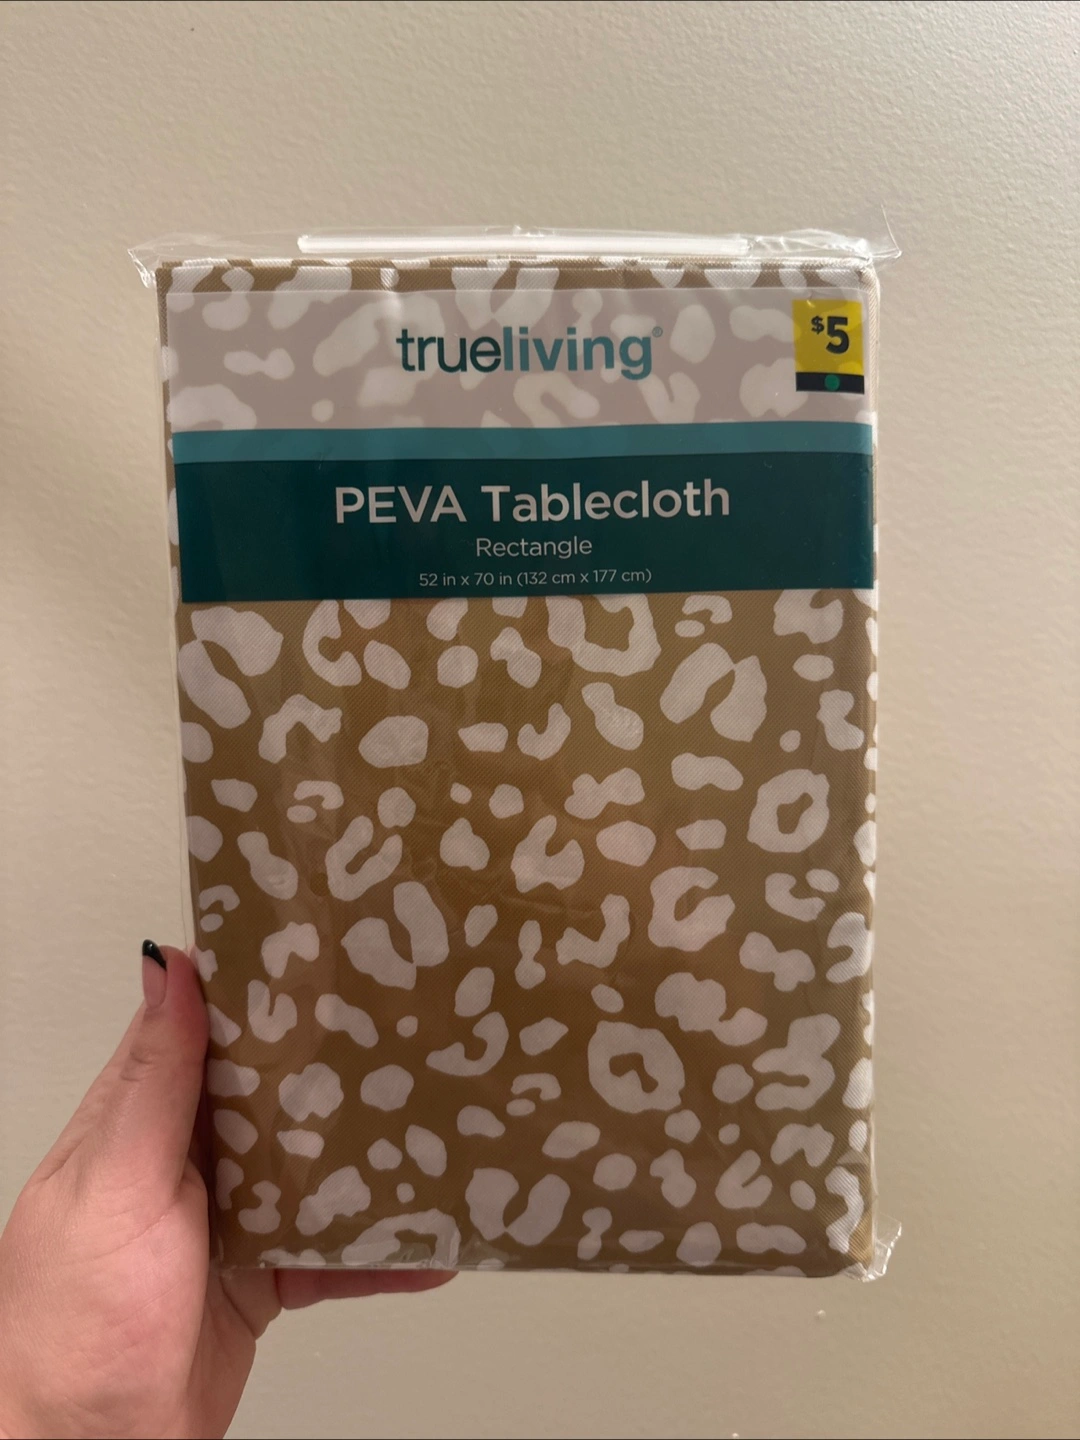 trueliving®
$5
PEVA Tablecloth
Rectangle
52 in x 70 in (132 cm x 177 cm)